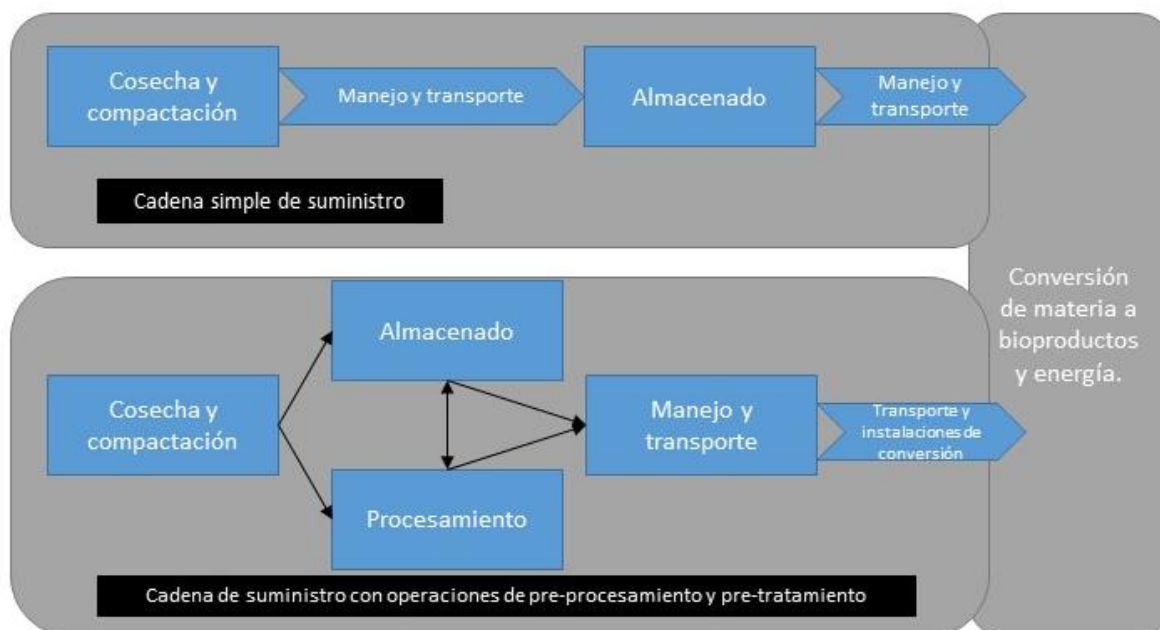 Cosecha y
compactación
Manejo y transporte
Almacenado
Manejo y
transporte
Cadena simple de suministro
Conversión
de materia a
bioproductos
y energía.
Almacenado
Cosecha y
compactación
Manejo y
transporte
Transporte y
instalaciones de
conversión
Procesamiento
Cadena de suministro con operaciones de pre-procesamiento y pre-tratamiento